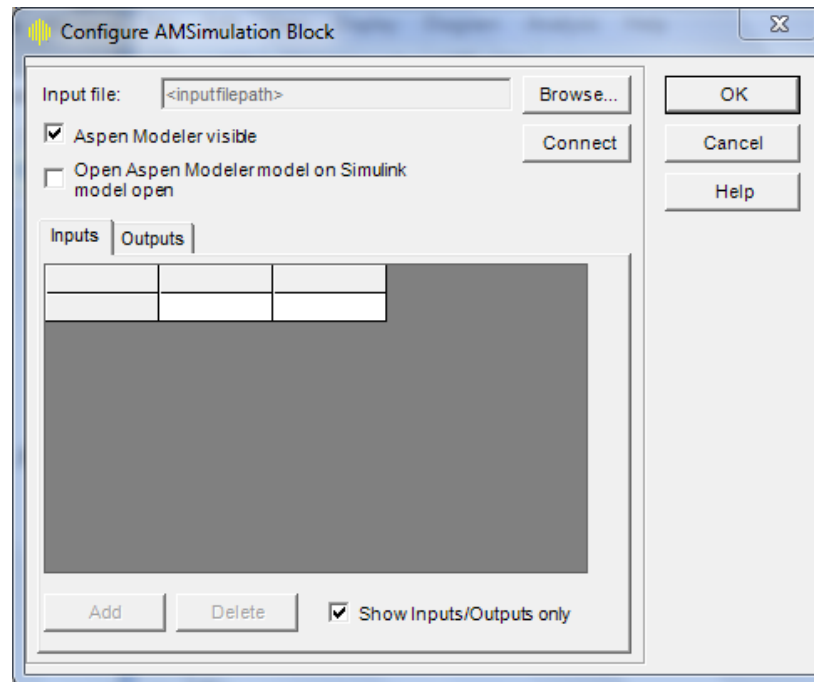 Configure AMSimulation Block
Input file: <inputfilepath> Browse... OK
Aspen Modeler visible Connect Cancel
Open Aspen Modeler model on Simulink
model open
Help
Inputs Outputs
Add Delete Show Inputs/Outputs only